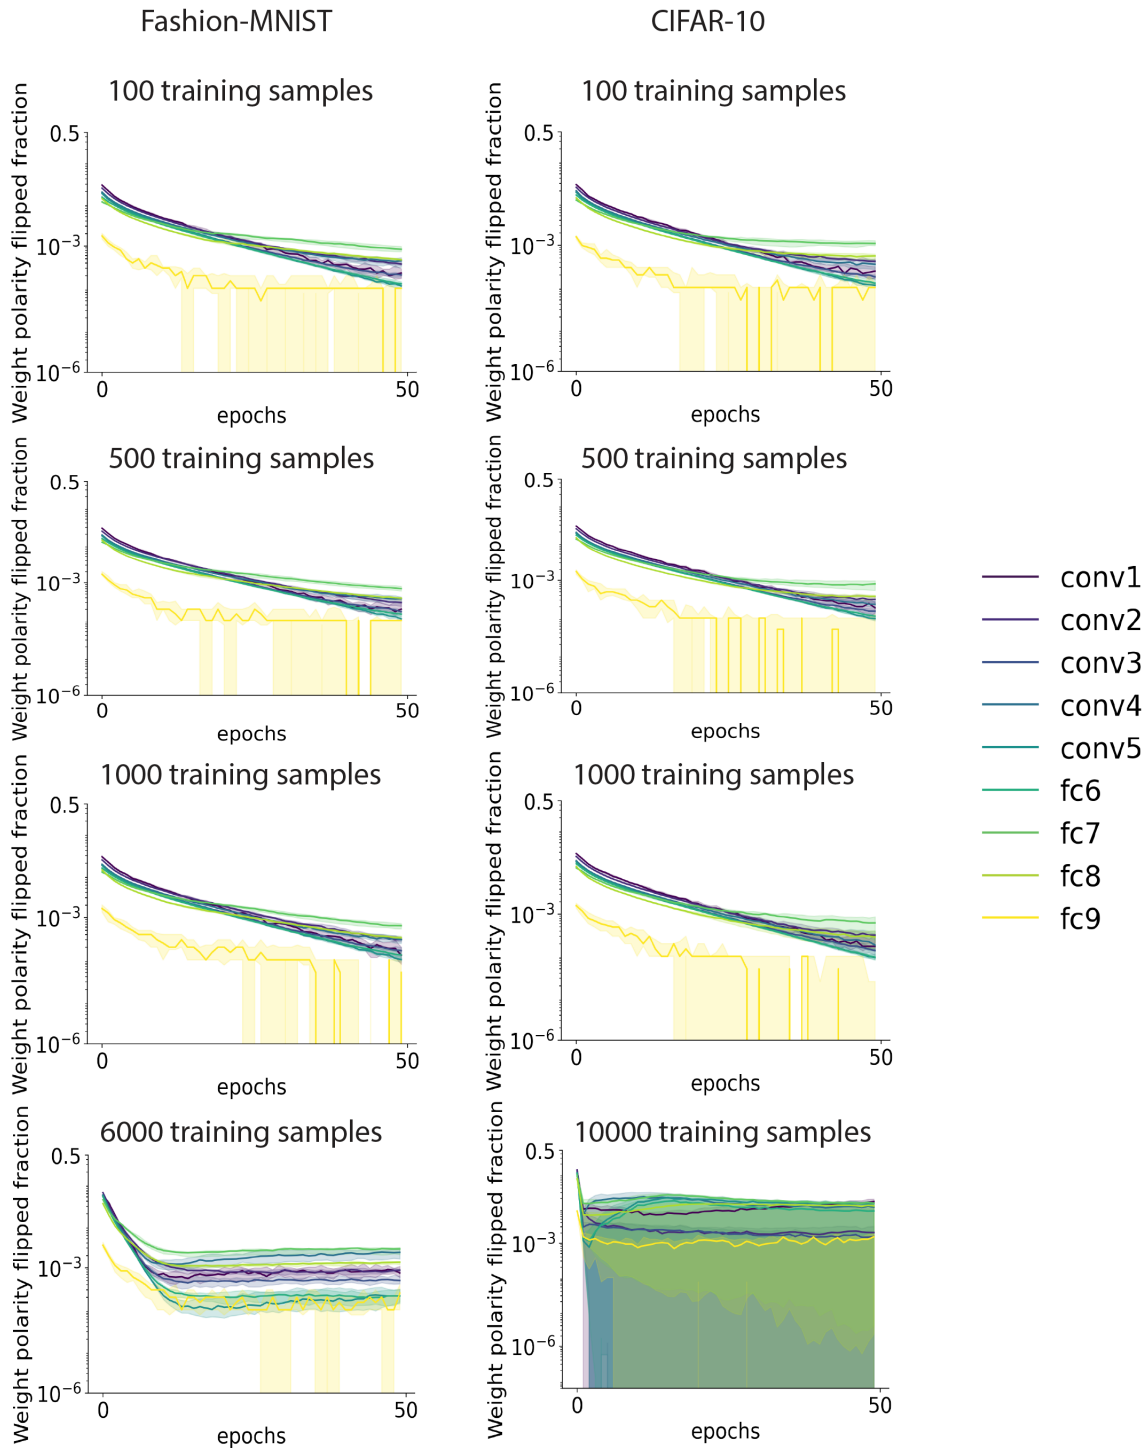 Fashion-MNIST
CIFAR-10
100 training samples
Weight polarity flipped fraction
0.5
10⁻³
10⁻⁶
0
50
epochs
100 training samples
Weight polarity flipped fraction
0.5
10⁻³
10⁻⁶
0
50
epochs
500 training samples
Weight polarity flipped fraction
0.5
10⁻³
10⁻⁶
0
50
epochs
500 training samples
Weight polarity flipped fraction
0.5
10⁻³
10⁻⁶
0
50
epochs
1000 training samples
Weight polarity flipped fraction
0.5
10⁻³
10⁻⁶
0
50
epochs
1000 training samples
Weight polarity flipped fraction
0.5
10⁻³
10⁻⁶
0
50
epochs
6000 training samples
Weight polarity flipped fraction
0.5
10⁻³
10⁻⁶
0
50
epochs
10000 training samples
Weight polarity flipped fraction
0.5
10⁻³
10⁻⁶
0
50
epochs
conv1
conv2
conv3
conv4
conv5
fc6
fc7
fc8
fc9